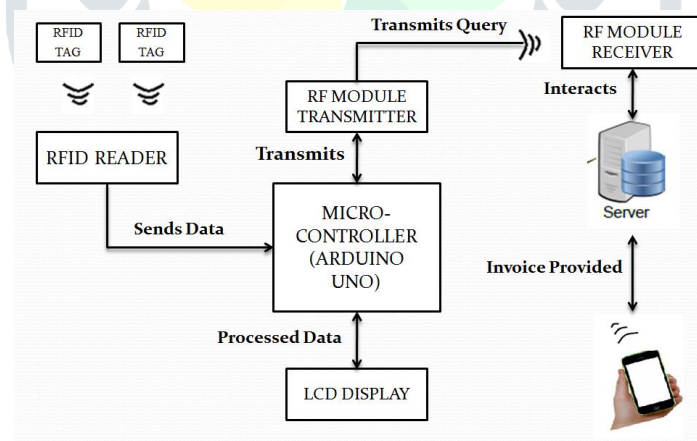 RFID
TAG
RFID
TAG
Transmits Query
RF MODULE
RECEIVER
RF MODULE
TRANSMITTER
Interacts
RFID READER
Transmits
Server
Sends Data
MICRO-
CONTROLLER
(ARDUINO
UNO)
Invoice Provided
Processed Data
LCD DISPLAY